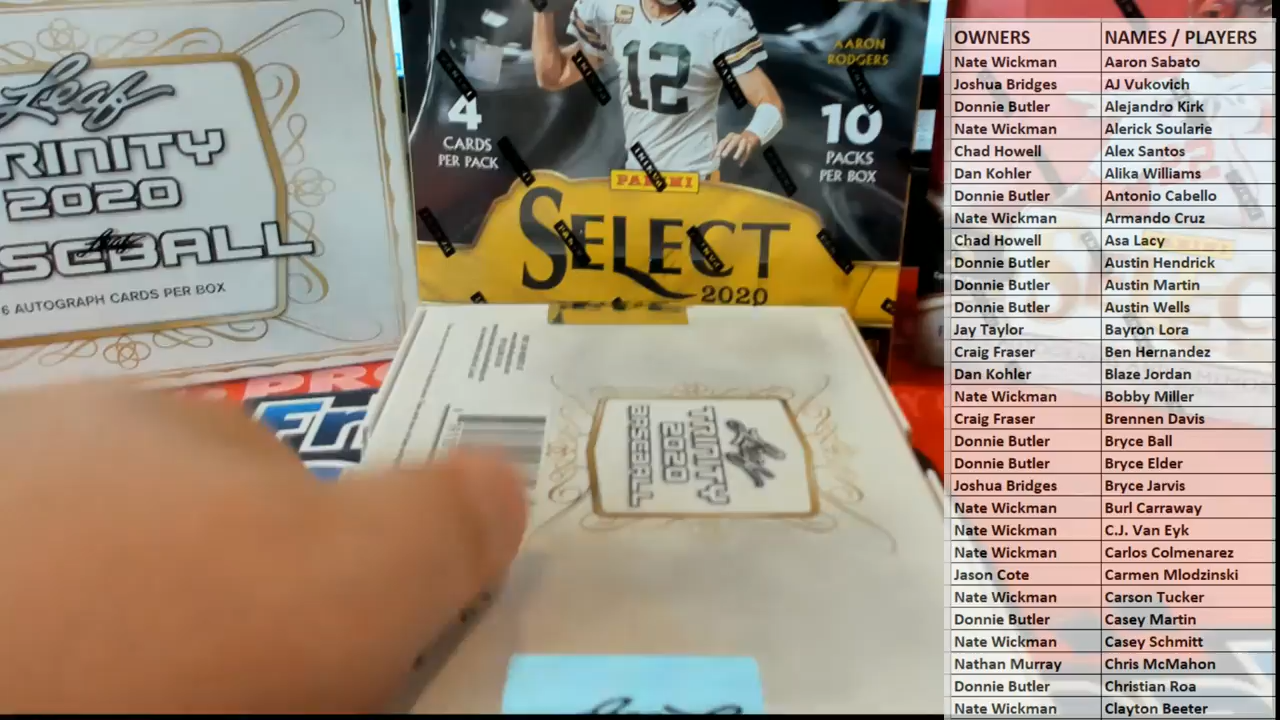 Leaf
RINITY
2020
SEBALL
6 AUTOGRAPH CARDS PER BOX
12
AARON
RODGERS
4
CARDS
PER PACK
10
PACKS
PER BOX
PANINI
SELECT
2020
Leaf
TRINITY
2020
BASEBALL
OWNERS NAMES / PLAYERS
Nate Wickman Aaron Sabato
Joshua Bridges AJ Vukovich
Donnie Butler Alejandro Kirk
Nate Wickman Alerick Soularie
Chad Howell Alex Santos
Dan Kohler Alika Williams
Donnie Butler Antonio Cabello
Nate Wickman Armando Cruz
Chad Howell Asa Lacy
Donnie Butler Austin Hendrick
Donnie Butler Austin Martin
Donnie Butler Austin Wells
Jay Taylor Bayron Lora
Craig Fraser Ben Hernandez
Dan Kohler Blaze Jordan
Nate Wickman Bobby Miller
Craig Fraser Brennen Davis
Donnie Butler Bryce Ball
Donnie Butler Bryce Elder
Joshua Bridges Bryce Jarvis
Nate Wickman Burl Carraway
Nate Wickman C.J. Van Eyk
Nate Wickman Carlos Colmenarez
Jason Cote Carmen Mlodzinski
Nate Wickman Carson Tucker
Donnie Butler Casey Martin
Nate Wickman Casey Schmitt
Nathan Murray Chris McMahon
Donnie Butler Christian Roa
Nate Wickman Clayton Beeter